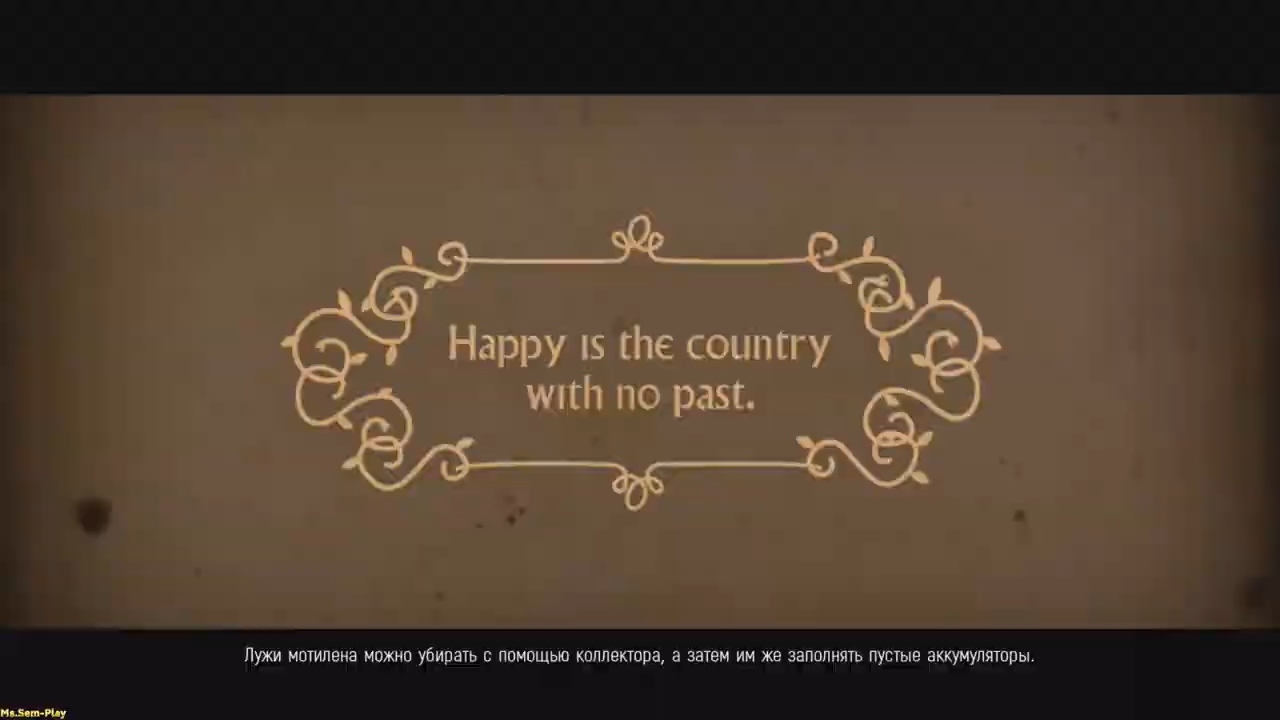 Happy is the country
with no past.
Лужи мотилена можно убирать с помощью коллектора, а затем им же заполнять пустые аккумуляторы.
Ms.Sem-Play